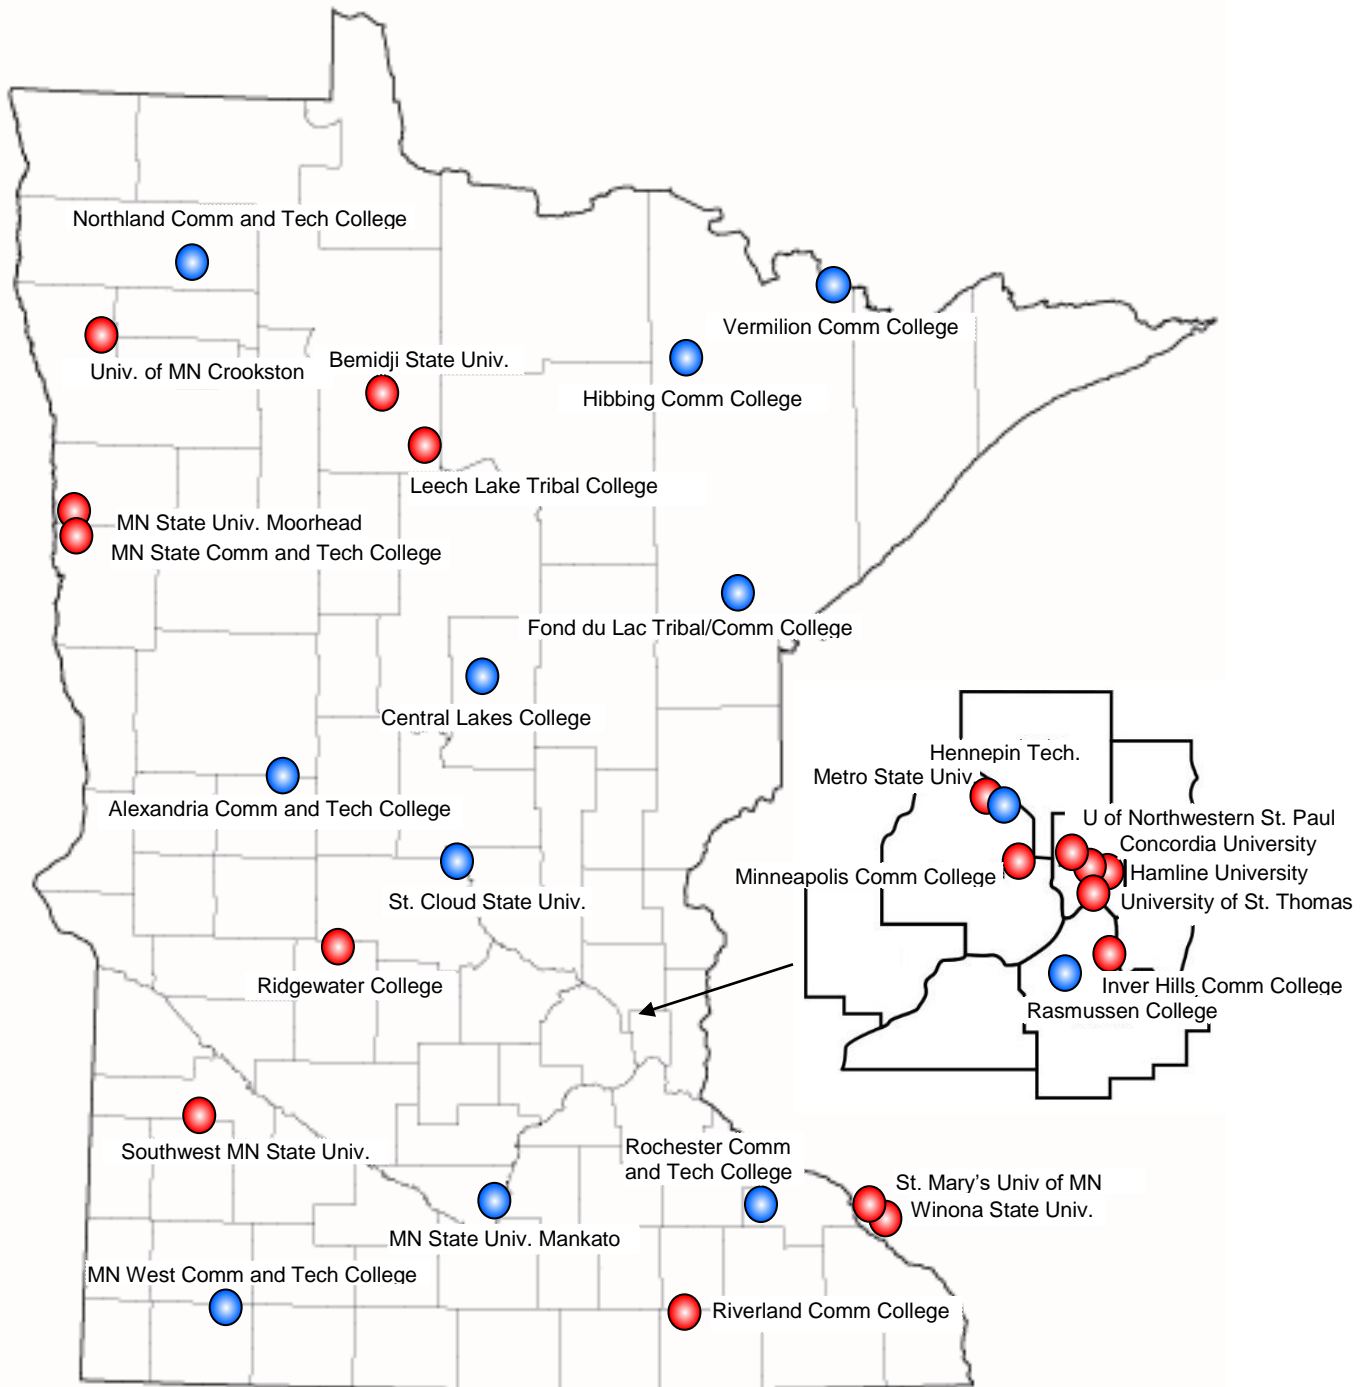 Northland Comm and Tech College
Vermilion Comm College
Bemidji State Univ.
Univ. of MN Crookston
Hibbing Comm College
Leech Lake Tribal College
MN State Univ. Moorhead
MN State Comm and Tech College
Fond du Lac Tribal/Comm College
Central Lakes College
Hennepin Tech.
Metro State Univ.
Alexandria Comm and Tech College
U of Northwestern St. Paul
Concordia University
Minneapolis Comm College
Hamline University
University of St. Thomas
St. Cloud State Univ.
Ridgewater College
Inver Hills Comm College
Rasmussen College
Southwest MN State Univ.
Rochester Comm
and Tech College
St. Mary's Univ of MN
Winona State Univ.
MN State Univ. Mankato
MN West Comm and Tech College
Riverland Comm College